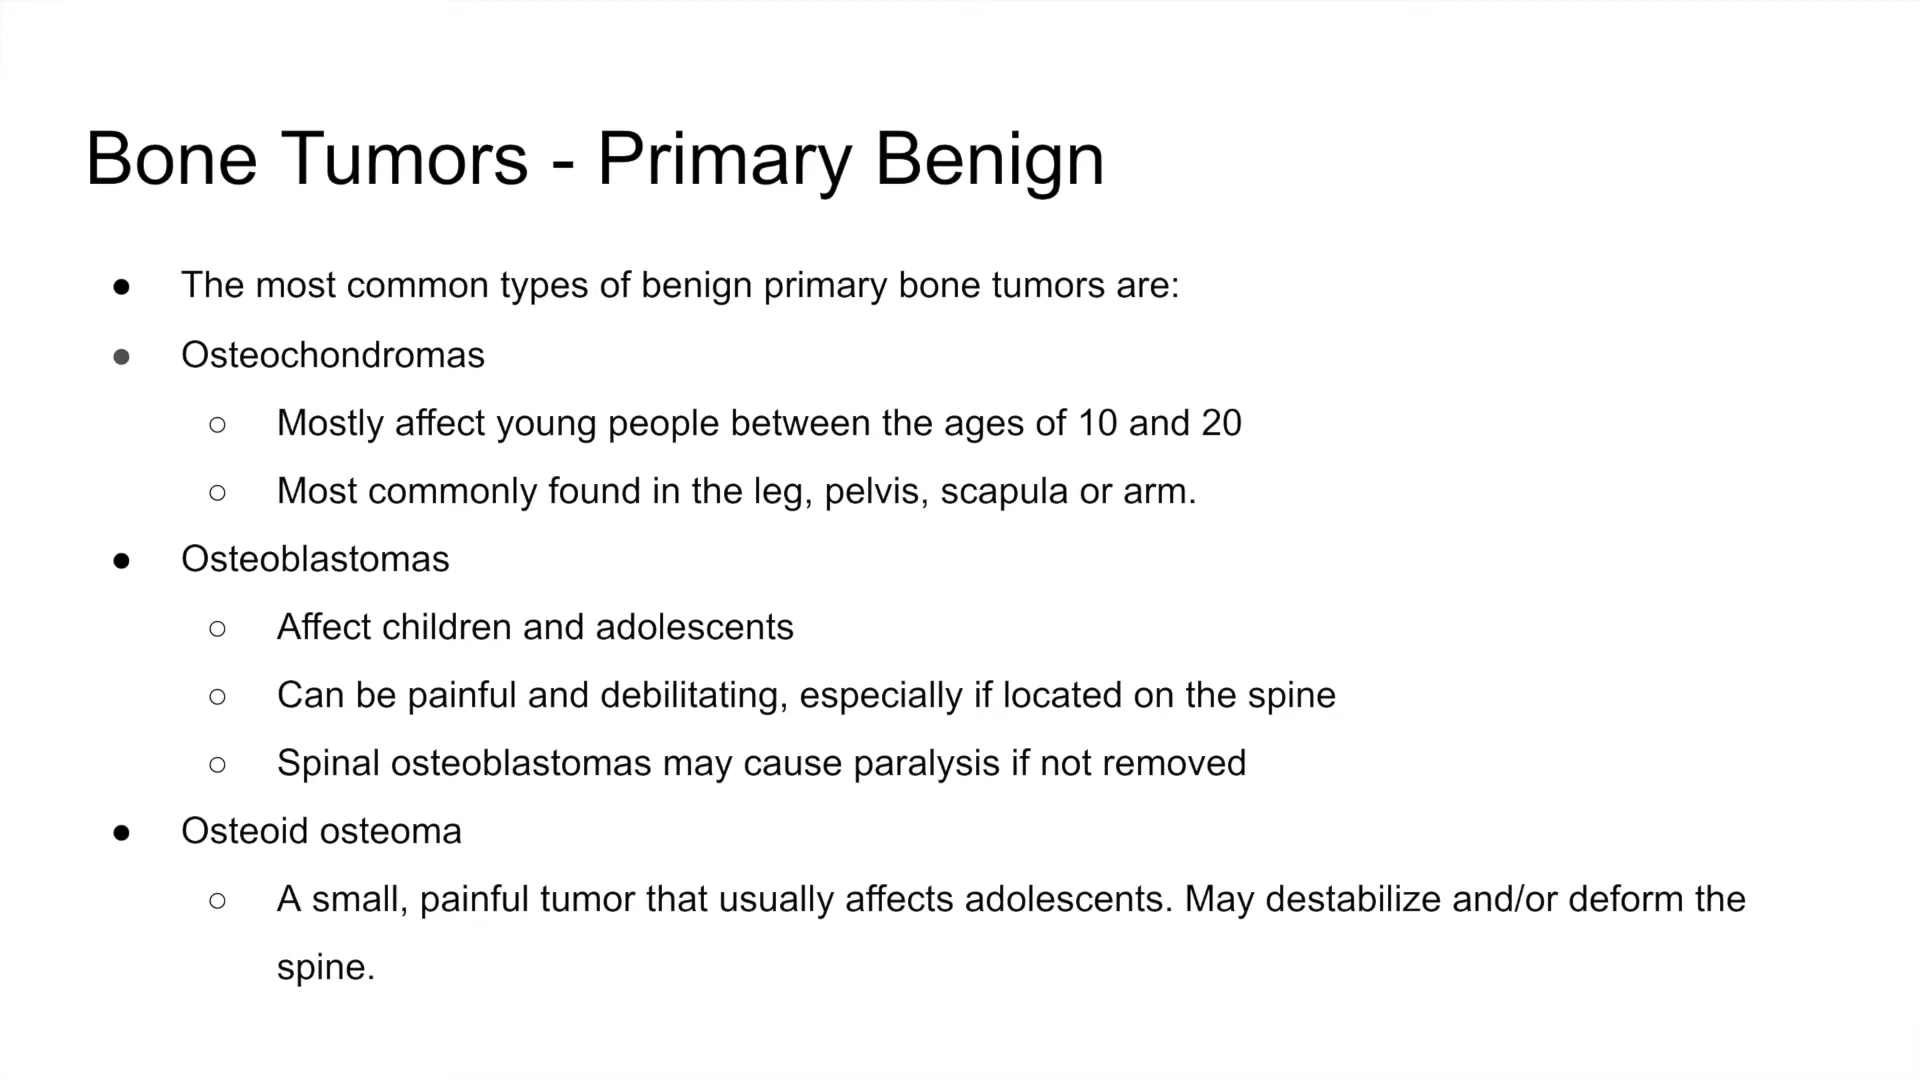 Bone Tumors - Primary Benign
● The most common types of benign primary bone tumors are:
● Osteochondromas
○ Mostly affect young people between the ages of 10 and 20
○ Most commonly found in the leg, pelvis, scapula or arm.
● Osteoblastomas
○ Affect children and adolescents
○ Can be painful and debilitating, especially if located on the spine
○ Spinal osteoblastomas may cause paralysis if not removed
● Osteoid osteoma
○ A small, painful tumor that usually affects adolescents. May destabilize and/or deform the
spine.